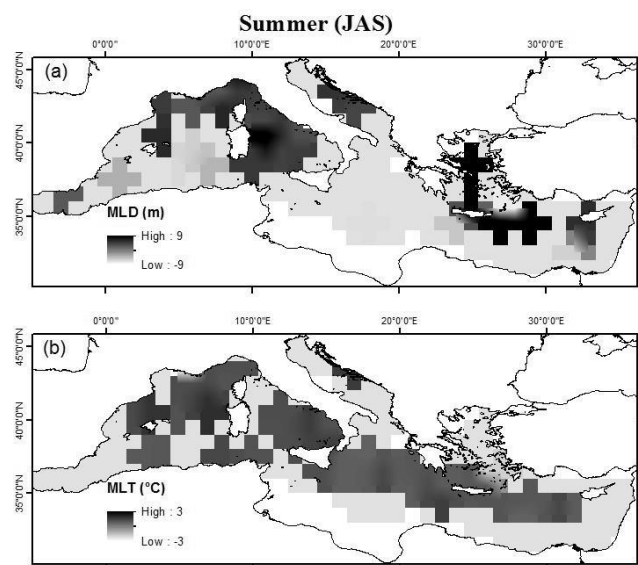 Summer (JAS)
0°0'0" 10°0'0"E 20°0'0"E 30°0'0"E
(a)
45°0'0"N
40°0'0"N
35°0'0"N
MLD (m)
High : 9
Low : -9
0°0'0" 10°0'0"E 20°0'0"E 30°0'0"E
(b)
45°0'0"N
40°0'0"N
35°0'0"N
MLT (°C)
High : 3
Low : -3